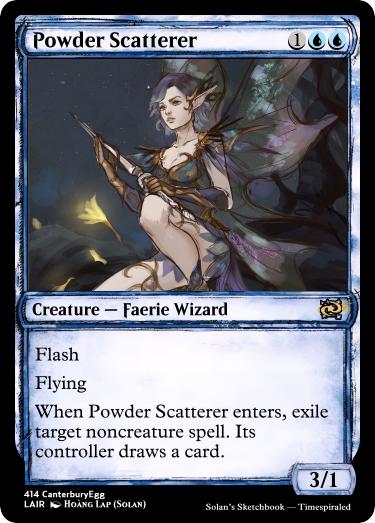 Powder Scatterer 1
Creature — Faerie Wizard
Flash
Flying
When Powder Scatterer enters, exile
target noncreature spell. Its
controller draws a card.
3/1
414 CanterburyEgg
LAIR Hoàng Lap (Solan)
Solan's Sketchbook — Timespiraled